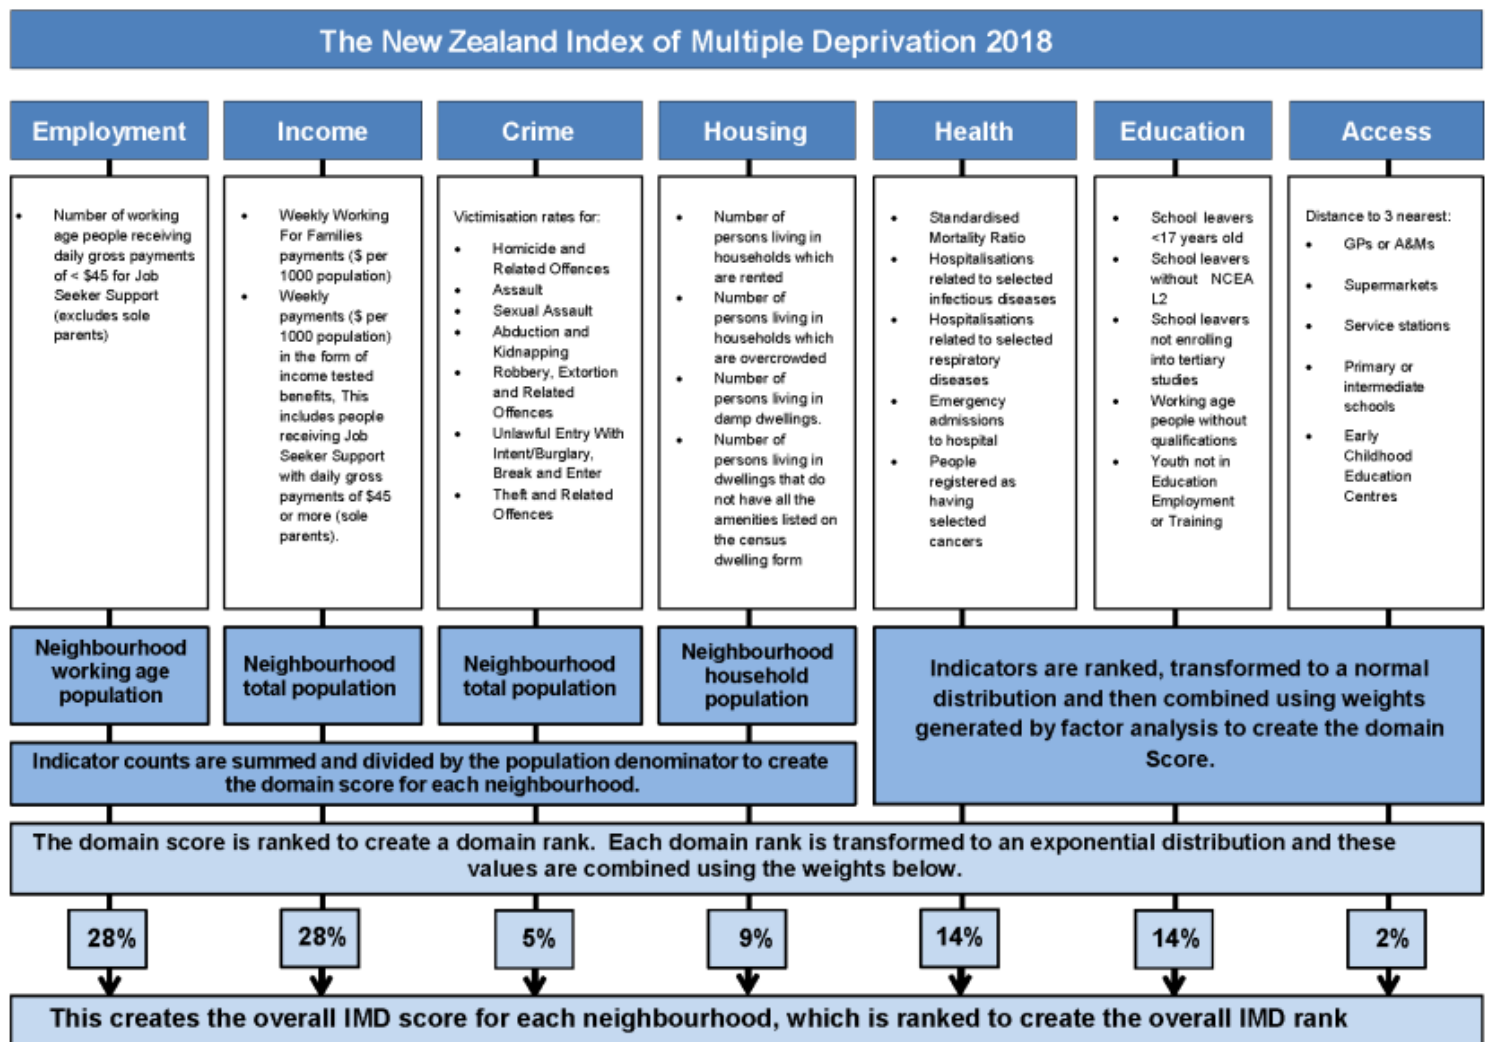 The New Zealand Index of Multiple Deprivation 2018
Employment
Income
Crime
Housing
Health
Education
Access
• Number of working
age people receiving
daily gross payments
of < $45 for Job
Seeker Support
(excludes sole
parents)
• Weekly Working
For Families
payments ($ per
1000 population)
• Weekly
payments ($ per
1000 population)
in the form of
income tested
benefits, This
includes people
receiving Job
Seeker Support
with daily gross
payments of $45
or more (sole
parents).
Victimisation rates for:
• Homicide and
Related Offences
• Assault
• Sexual Assault
• Abduction and
Kidnapping
• Robbery, Extortion
and Related
Offences
• Unlawful Entry With
Intent/Burglary,
Break and Enter
• Theft and Related
Offences
• Number of
persons living in
households which
are rented
• Number of
persons living in
households which
are overcrowded
• Number of
persons living in
damp dwellings.
• Number of
persons living in
dwellings that do
not have all the
amenities listed on
the census
dwelling form
• Standardised
Mortality Ratio
• Hospitalisations
related to selected
infectious diseases
• Hospitalisations
related to selected
respiratory
diseases
• Emergency
admissions
to hospital
• People
registered as
having
selected
cancers
• School leavers
<17 years old
• School leavers
without NCEA
L2
• School leavers
not enrolling
into tertiary
studies
• Working age
people without
qualifications
• Youth not in
Education
Employment
or Training
Distance to 3 nearest:
• GPs or A&Ms
• Supermarkets
• Service stations
• Primary or
intermediate
schools
• Early
Childhood
Education
Centres
Neighbourhood
working age
population
Neighbourhood
total population
Neighbourhood
total population
Neighbourhood
household
population
Indicators are ranked, transformed to a normal
distribution and then combined using weights
generated by factor analysis to create the domain
Score.
Indicator counts are summed and divided by the population denominator to create
the domain score for each neighbourhood.
The domain score is ranked to create a domain rank. Each domain rank is transformed to an exponential distribution and these
values are combined using the weights below.
28%
28%
5%
9%
14%
14%
2%
This creates the overall IMD score for each neighbourhood, which is ranked to create the overall IMD rank